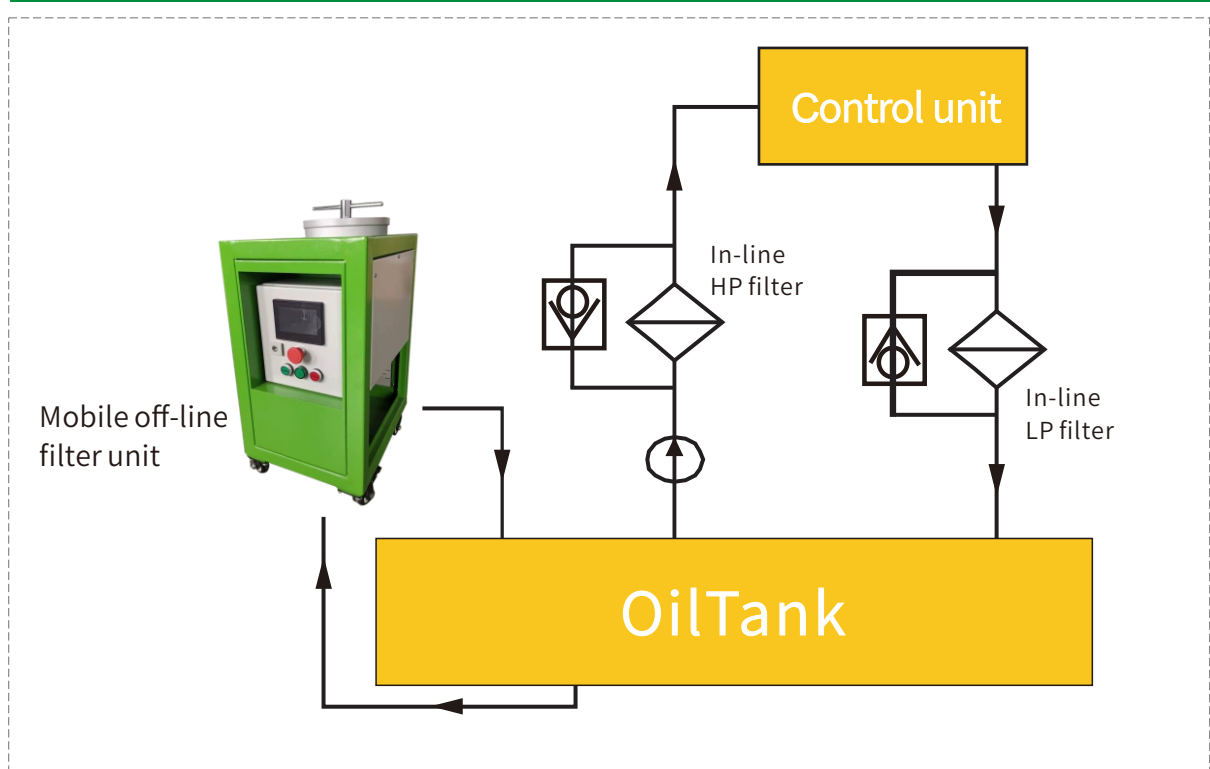 Control unit
In-line
HP filter
In-line
LP filter
Mobile off-line
filter unit
OilTank